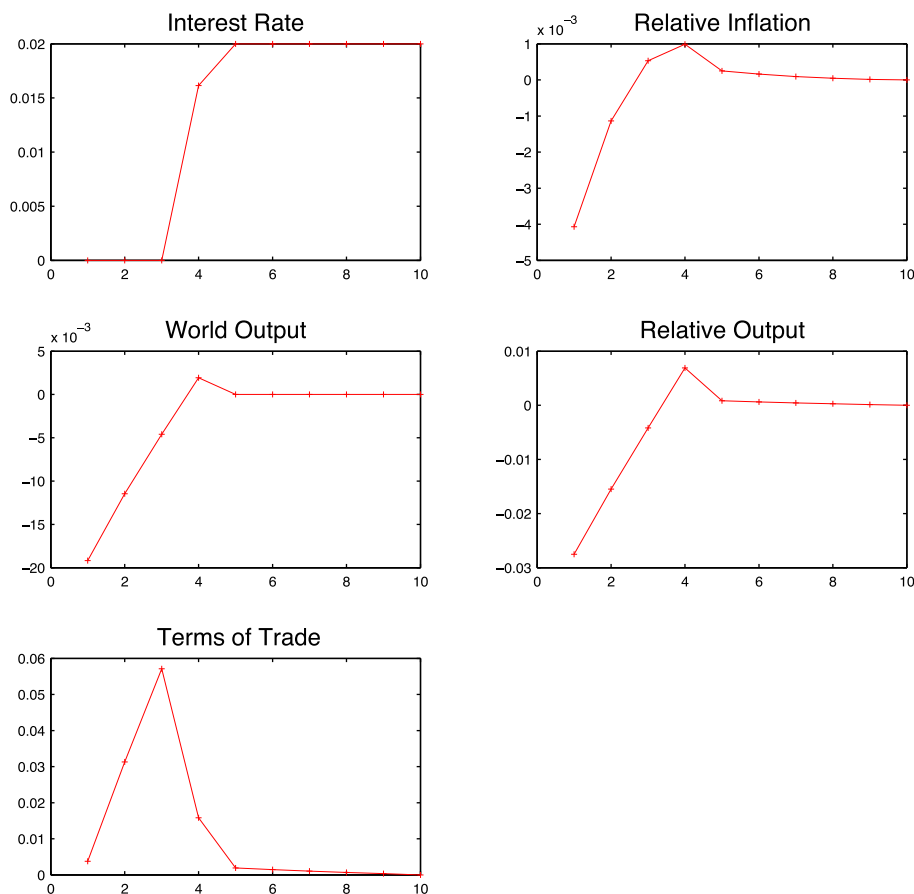 Interest Rate
0.02
0.015
0.01
0.005
0
0 2 4 6 8 10
Relative Inflation
x 10⁻³
1
0
−1
−2
−3
−4
−5
0 2 4 6 8 10
World Output
x 10⁻³
5
0
−5
−10
−15
−20
0 2 4 6 8 10
Relative Output
0.01
0
−0.01
−0.02
−0.03
0 2 4 6 8 10
Terms of Trade
0.06
0.05
0.04
0.03
0.02
0.01
0
0 2 4 6 8 10